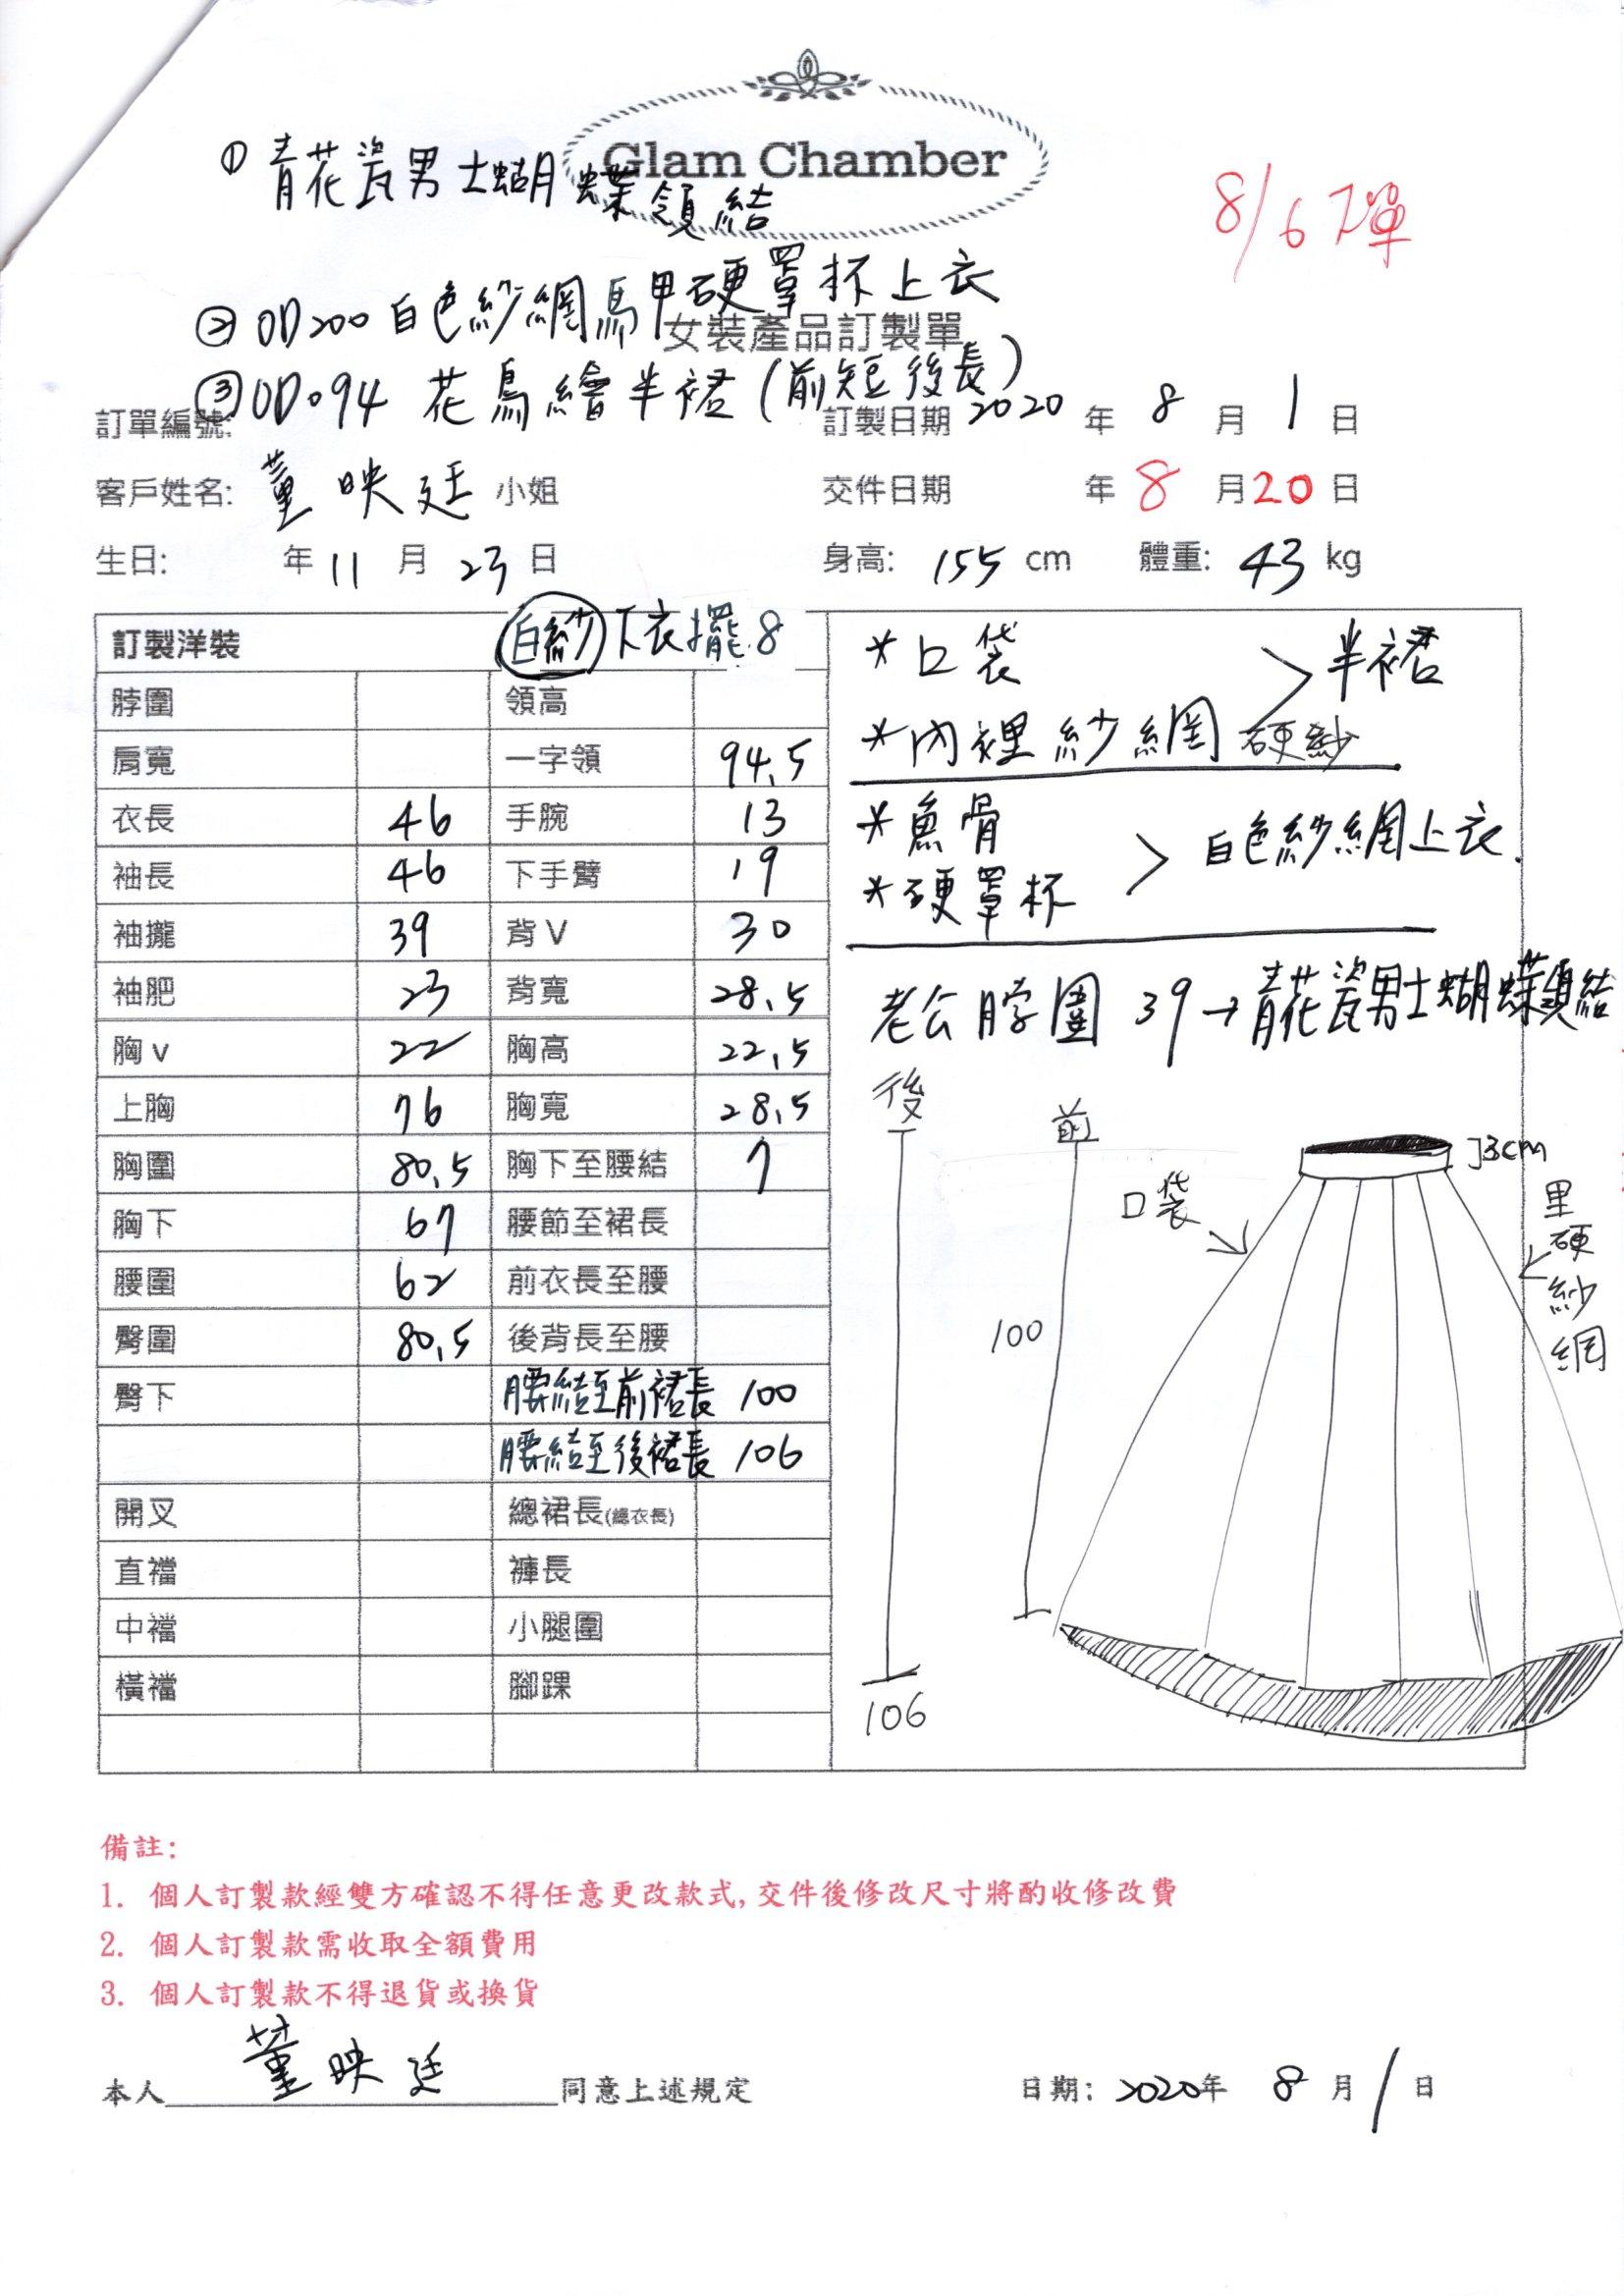 Glam Chamber
① 青花瓷男士蝴蝶領結
8/6 下單
② OD200 白色紗網馬甲硬罩杯上衣
女裝產品訂製單
③ OD094 花鳥繪半裙(前短後長)
訂單編號:
訂製日期 2020 年 8 月 1 日
客戶姓名: 董映廷 小姐
交件日期 年 8 月 20 日
生日: 年 11 月 23 日
身高: 155 cm 體重: 43 kg
訂製洋裝 白紗 下衣擺 8
脖圍 領高
肩寬 一字領 94.5
衣長 46 手腕 13
袖長 46 下手臂 19
袖攏 39 背 V 30
袖肥 23 背寬 28.5
胸 v 22 胸高 22.5
上胸 76 胸寬 28.5
胸圍 80.5 胸下至腰結 7
胸下 67 腰節至裙長
腰圍 62 前衣長至腰
臀圍 80.5 後背長至腰
臀下 腰結至前裙長 100
腰結至後裙長 106
開叉 總裙長(總衣長)
直襠 褲長
中襠 小腿圍
橫襠 腳踝
* 口袋 > 半裙
* 內裡紗網 硬紗
* 魚骨 > 白色紗網上衣.
* 硬罩杯
老公脖圍 39 → 青花瓷男士蝴蝶領結
後
前
3cm
口袋
里硬紗網
100
106
備註:
1. 個人訂製款經雙方確認不得任意更改款式,交件後修改尺寸將酌收修改費
2. 個人訂製款需收取全額費用
3. 個人訂製款不得退貨或換貨
本人 董映廷 同意上述規定
日期: 2020 年 8 月 1 日